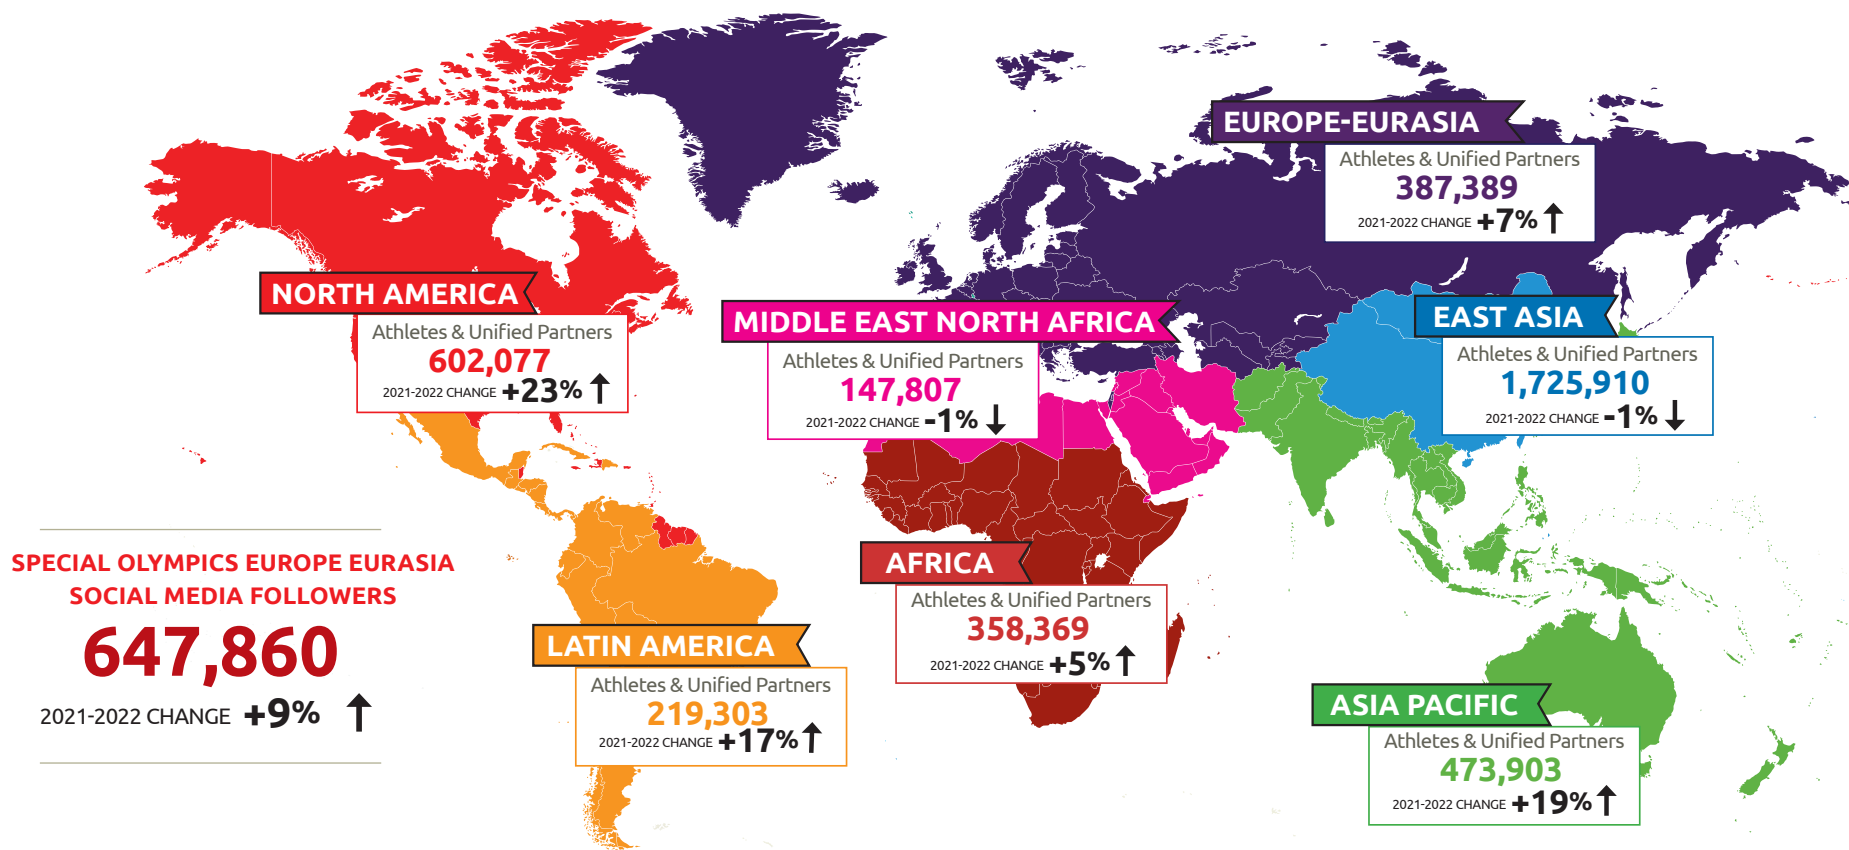 EUROPE-EURASIA
Athletes & Unified Partners
387,389
2021-2022 CHANGE +7%
NORTH AMERICA
Athletes & Unified Partners
602,077
2021-2022 CHANGE +23%
MIDDLE EAST NORTH AFRICA
Athletes & Unified Partners
147,807
2021-2022 CHANGE -1%
EAST ASIA
Athletes & Unified Partners
1,725,910
2021-2022 CHANGE -1%
SPECIAL OLYMPICS EUROPE EURASIA
SOCIAL MEDIA FOLLOWERS
647,860
2021-2022 CHANGE +9%
AFRICA
Athletes & Unified Partners
358,369
2021-2022 CHANGE +5%
LATIN AMERICA
Athletes & Unified Partners
219,303
2021-2022 CHANGE +17%
ASIA PACIFIC
Athletes & Unified Partners
473,903
2021-2022 CHANGE +19%